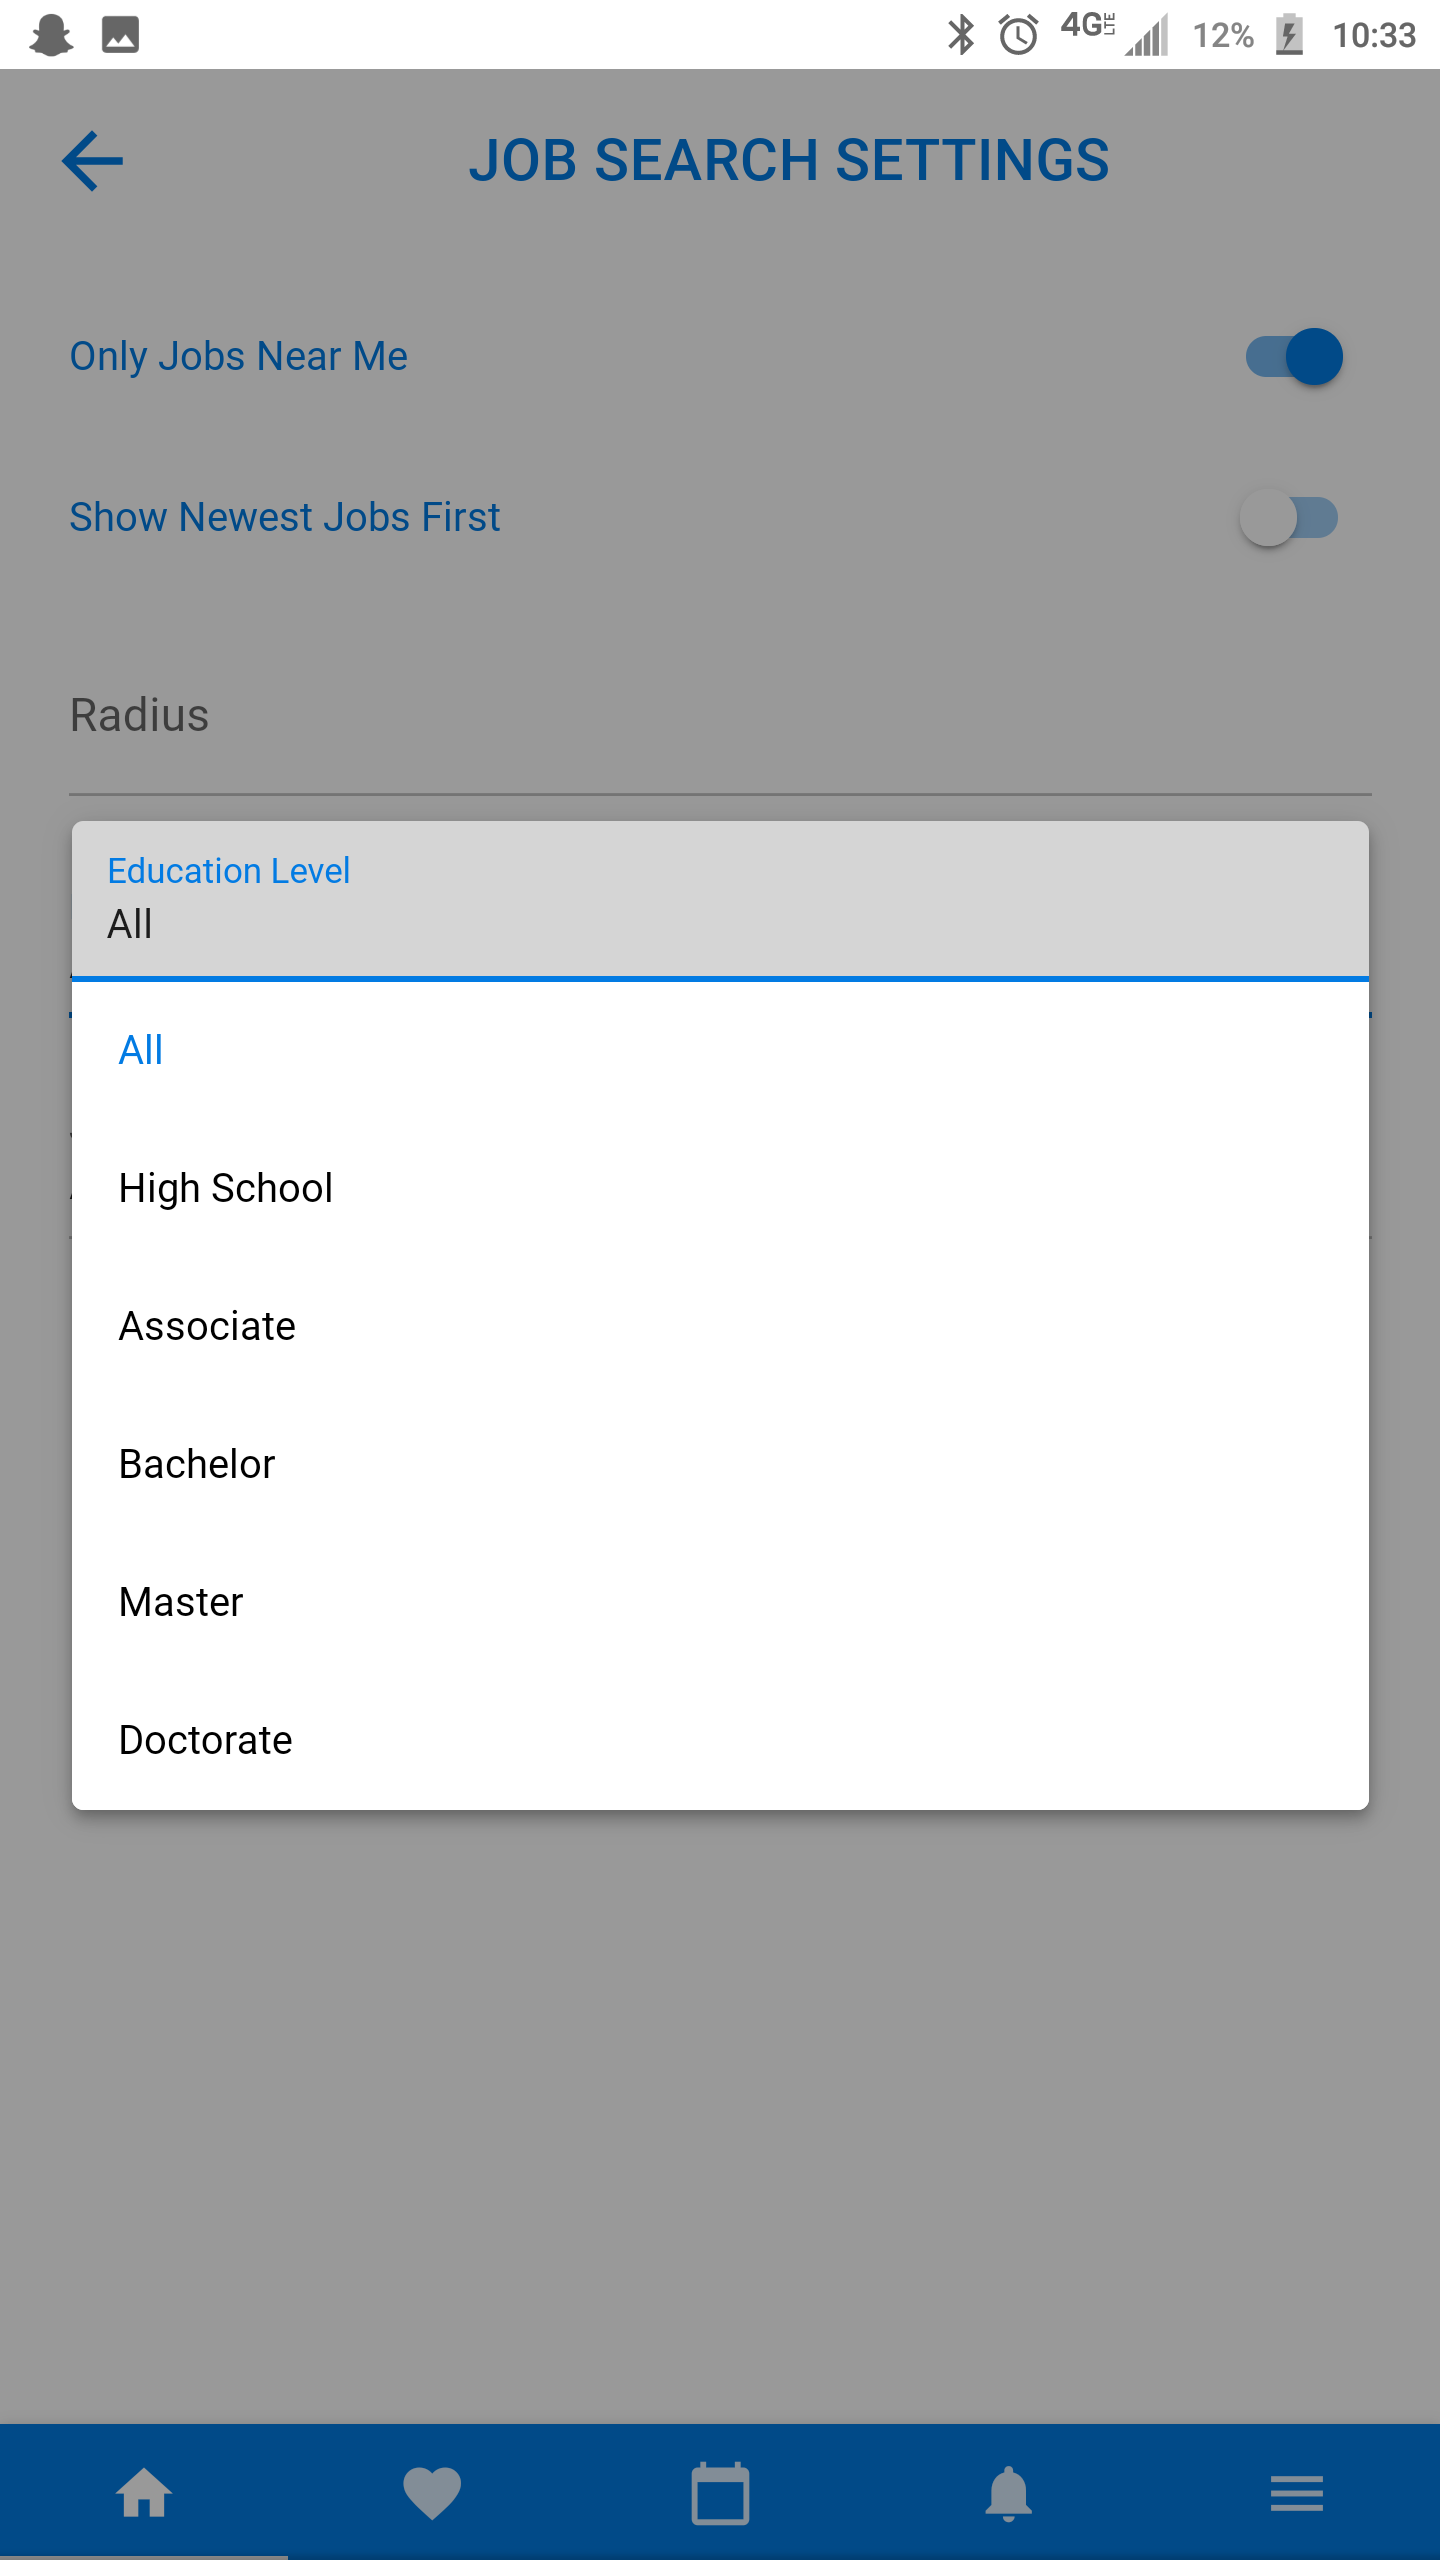 4G LTE 12% 10:33
JOB SEARCH SETTINGS
Only Jobs Near Me
Show Newest Jobs First
Radius
Education Level
All
All
High School
Associate
Bachelor
Master
Doctorate